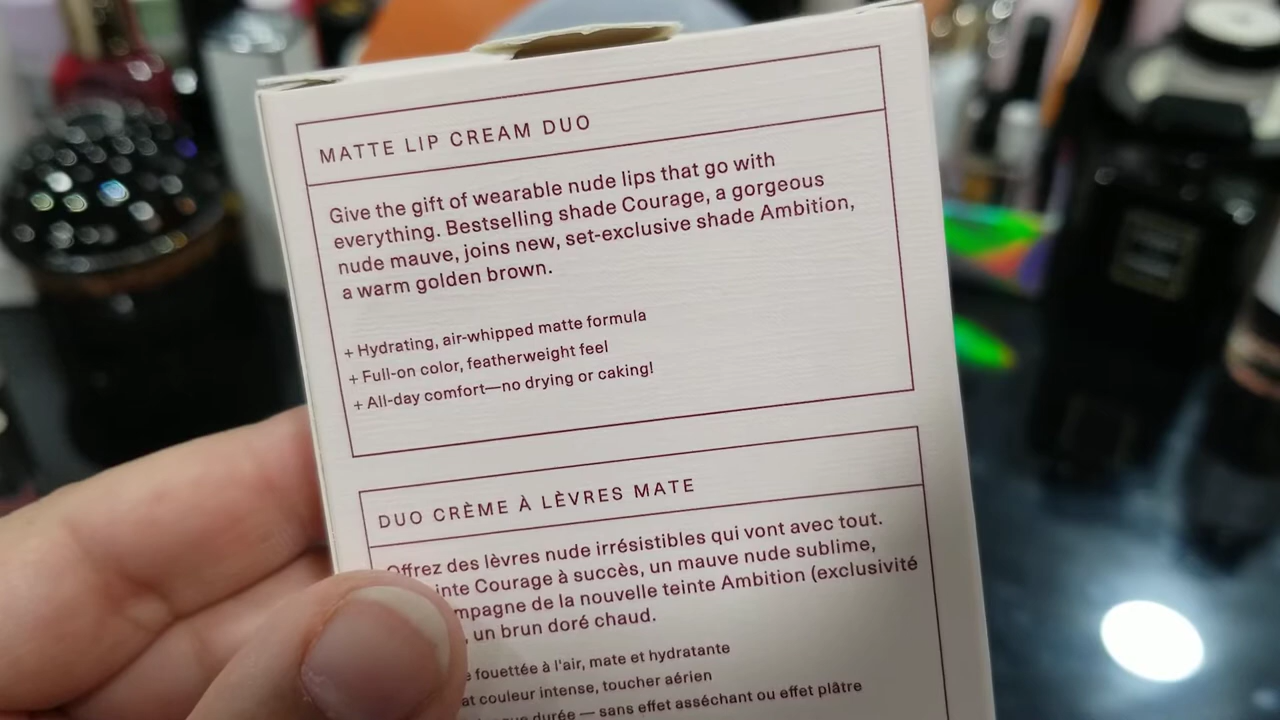 MATTE LIP CREAM DUO
Give the gift of wearable nude lips that go with
everything. Bestselling shade Courage, a gorgeous
nude mauve, joins new, set-exclusive shade Ambition,
a warm golden brown.
+ Hydrating, air-whipped matte formula
+ Full-on color, featherweight feel
+ All-day comfort—no drying or caking!
DUO CRÈME À LÈVRES MATE
Offrez des lèvres nude irrésistibles qui vont avec tout.
Courage à succès, un mauve nude sublime,
de la nouvelle teinte Ambition (exclusivité
, un brun doré chaud.
fouettée à l'air, mate et hydratante
couleur intense, toucher aérien
durée — sans effet asséchant ou effet plâtre